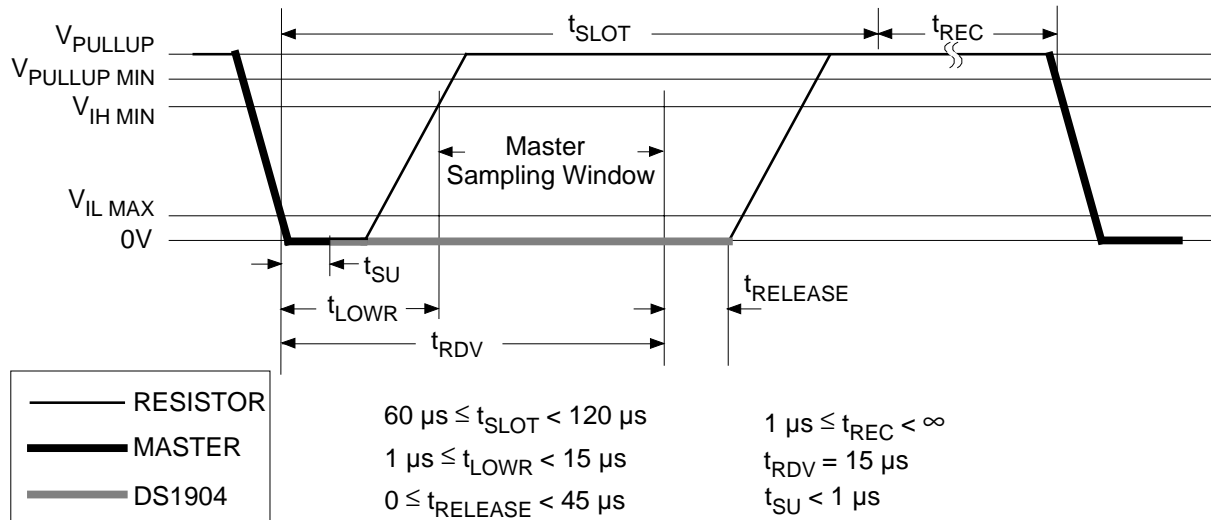 tSLOT
tREC
VPULLUP
VPULLUP MIN
VIH MIN
Master
Sampling Window
VIL MAX
0V
tSU
tRELEASE
tLOWR
tRDV
RESISTOR
MASTER
DS1904
60 µs ≤ tSLOT < 120 µs
1 µs ≤ tLOWR < 15 µs
0 ≤ tRELEASE < 45 µs
1 µs ≤ tREC < ∞
tRDV = 15 µs
tSU < 1 µs